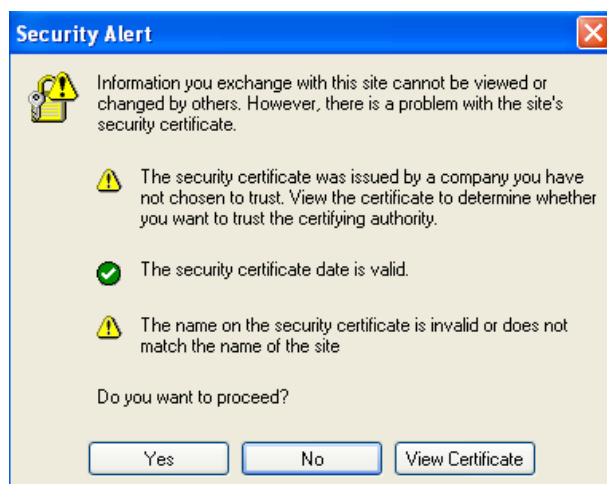 Security Alert
Information you exchange with this site cannot be viewed or
changed by others. However, there is a problem with the site's
security certificate.
The security certificate was issued by a company you have
not chosen to trust. View the certificate to determine whether
you want to trust the certifying authority.
The security certificate date is valid.
The name on the security certificate is invalid or does not
match the name of the site
Do you want to proceed?
Yes No View Certificate